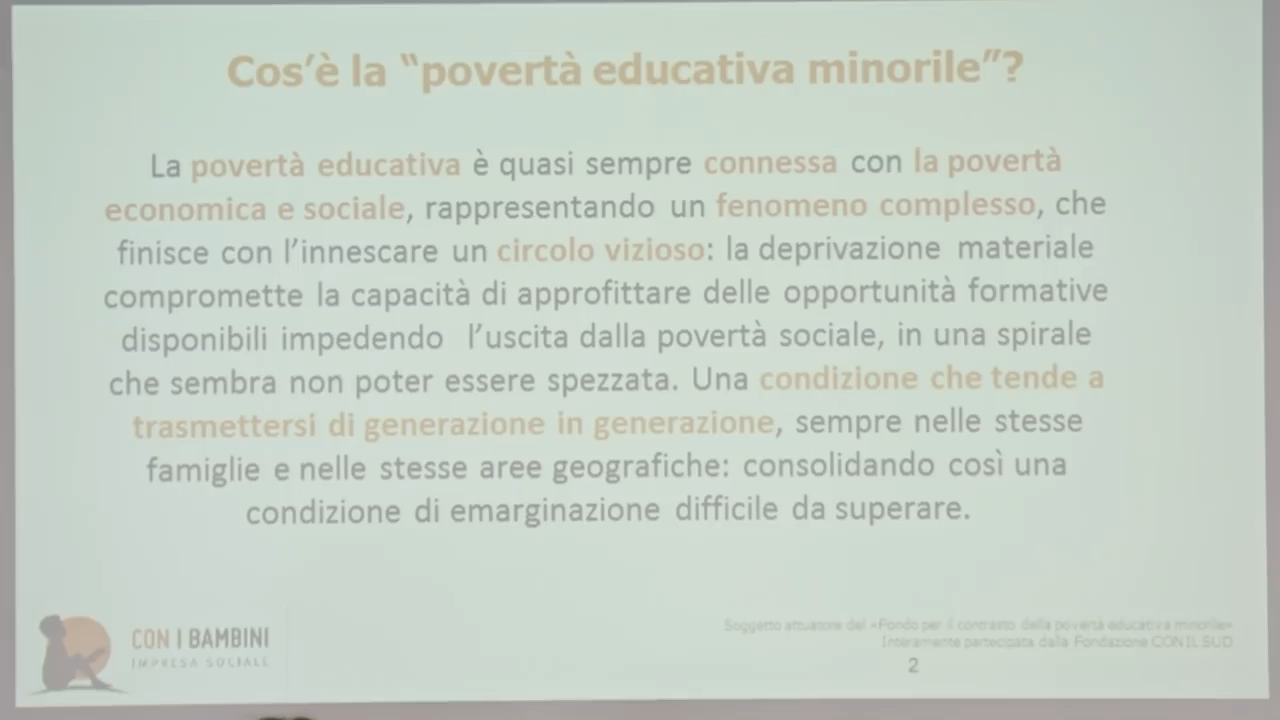 Cos'è la "povertà educativa minorile"?
La povertà educativa è quasi sempre connessa con la povertà
economica e sociale, rappresentando un fenomeno complesso, che
finisce con l'innescare un circolo vizioso: la deprivazione materiale
compromette la capacità di approfittare delle opportunità formative
disponibili impedendo l'uscita dalla povertà sociale, in una spirale
che sembra non poter essere spezzata. Una condizione che tende a
trasmettersi di generazione in generazione, sempre nelle stesse
famiglie e nelle stesse aree geografiche: consolidando così una
condizione di emarginazione difficile da superare.
CON I BAMBINI
IMPRESA SOCIALE
Soggetto attuatore del «Fondo per il contrasto della povertà educativa minorile»
Interamente partecipata dalla Fondazione CON IL SUD
2